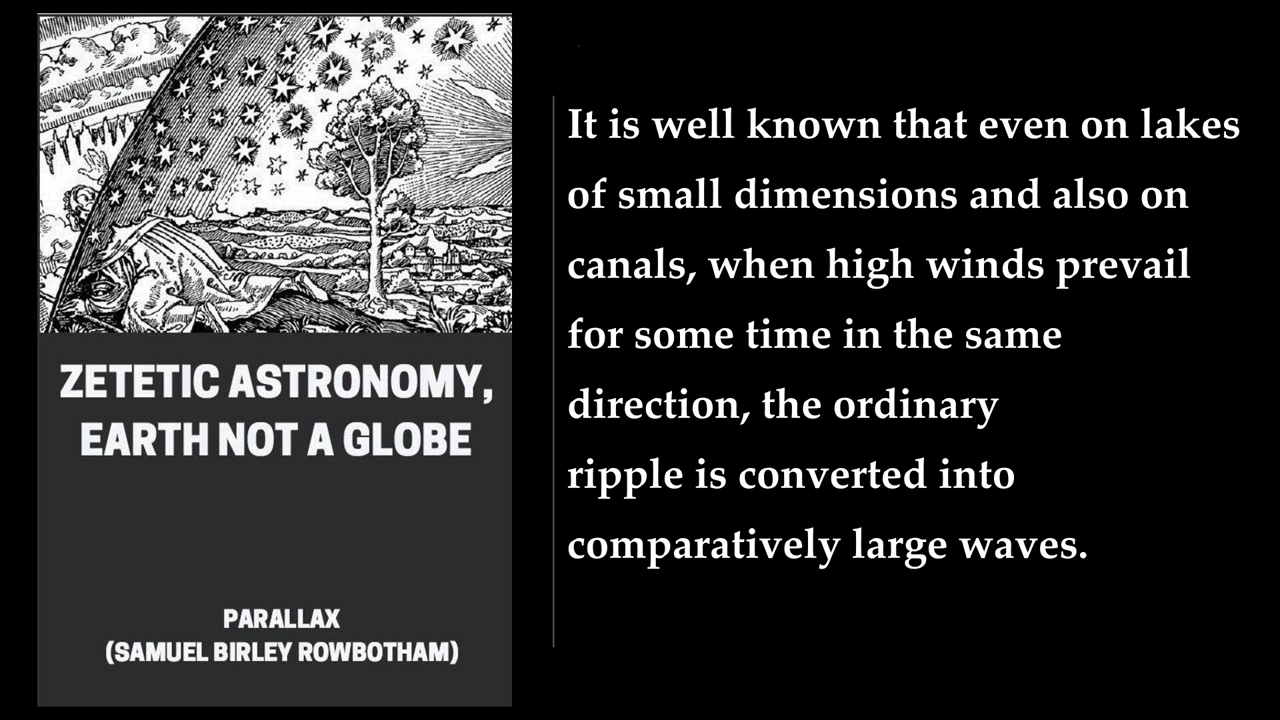 ZETETIC ASTRONOMY,
EARTH NOT A GLOBE
PARALLAX
(SAMUEL BIRLEY ROWBOTHAM)
It is well known that even on lakes
of small dimensions and also on
canals, when high winds prevail
for some time in the same
direction, the ordinary
ripple is converted into
comparatively large waves.